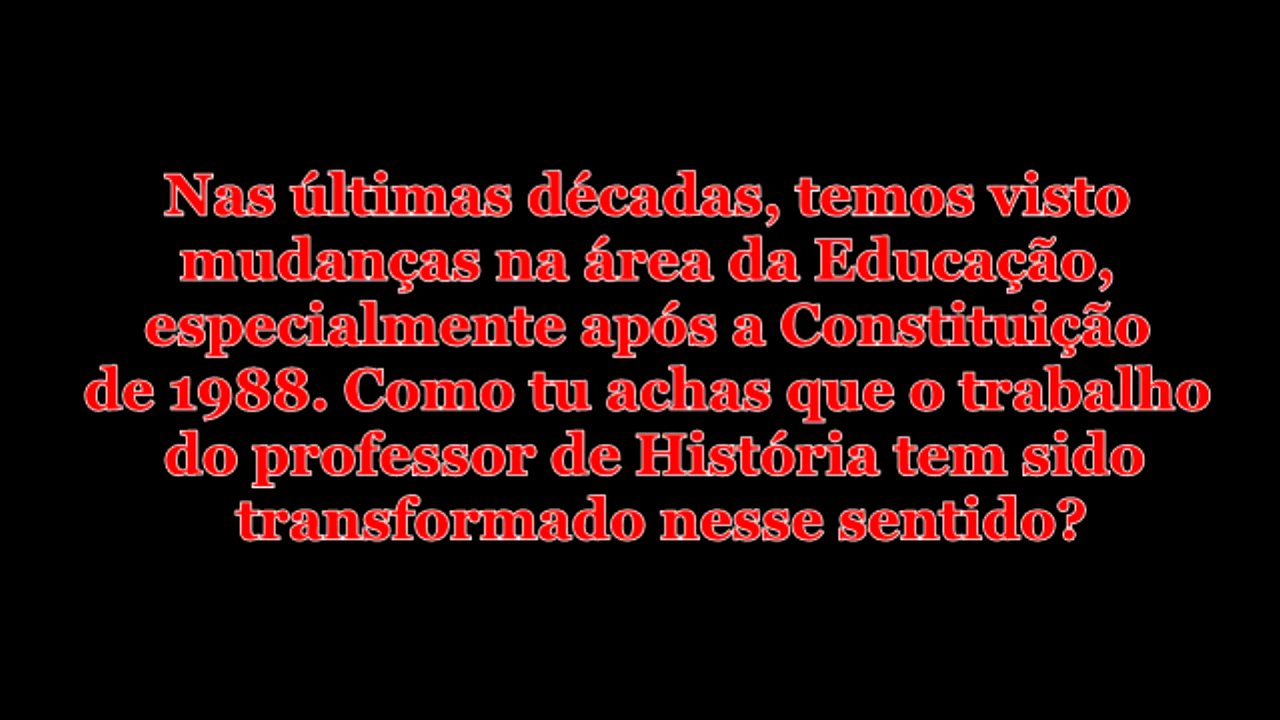 Nas últimas décadas, temos visto
mudanças na área da Educação,
especialmente após a Constituição
de 1988. Como tu achas que o trabalho
do professor de História tem sido
transformado nesse sentido?